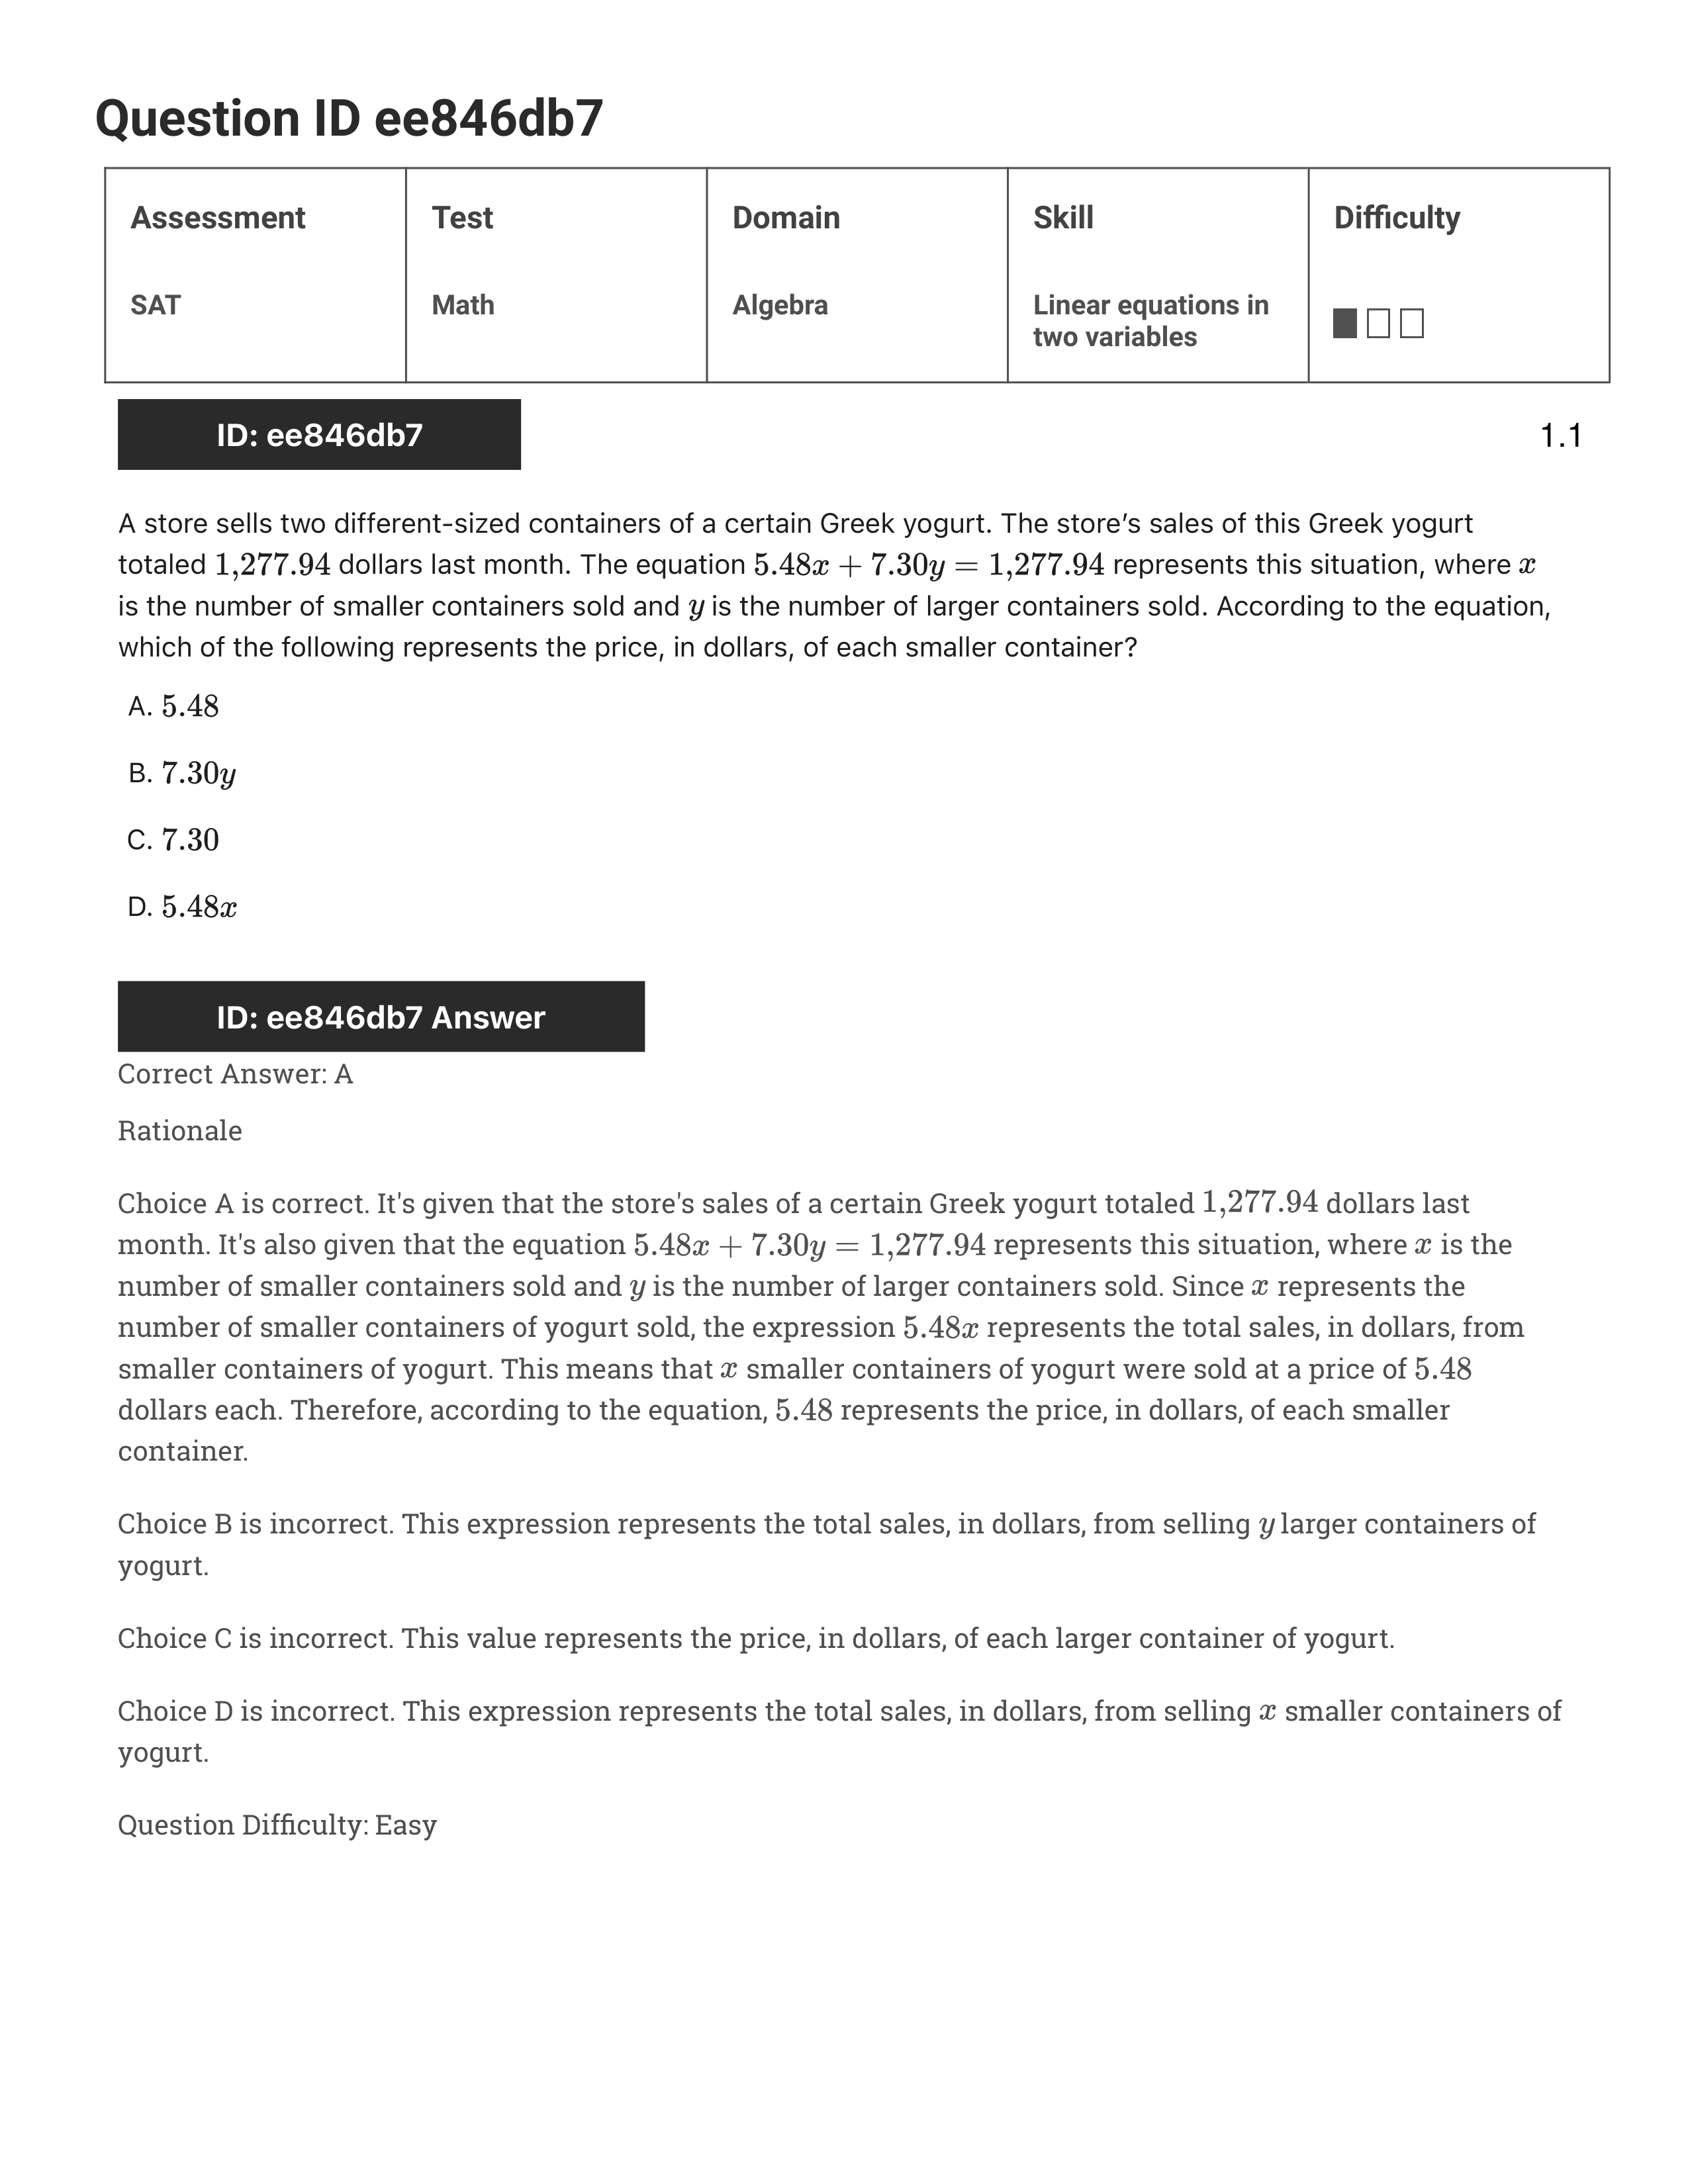 Question ID ee846db7
Assessment Test Domain Skill Difficulty
SAT Math Algebra Linear equations in
two variables
ID: ee846db7 1.1
A store sells two different-sized containers of a certain Greek yogurt. The store’s sales of this Greek yogurt
totaled 1,277.94 dollars last month. The equation 5.48x + 7.30y = 1,277.94 represents this situation, where x
is the number of smaller containers sold and y is the number of larger containers sold. According to the equation,
which of the following represents the price, in dollars, of each smaller container?
A. 5.48
B. 7.30y
C. 7.30
D. 5.48x
ID: ee846db7 Answer
Correct Answer: A
Rationale
Choice A is correct. It's given that the store's sales of a certain Greek yogurt totaled 1,277.94 dollars last
month. It's also given that the equation 5.48x + 7.30y = 1,277.94 represents this situation, where x is the
number of smaller containers sold and y is the number of larger containers sold. Since x represents the
number of smaller containers of yogurt sold, the expression 5.48x represents the total sales, in dollars, from
smaller containers of yogurt. This means that x smaller containers of yogurt were sold at a price of 5.48
dollars each. Therefore, according to the equation, 5.48 represents the price, in dollars, of each smaller
container.
Choice B is incorrect. This expression represents the total sales, in dollars, from selling y larger containers of
yogurt.
Choice C is incorrect. This value represents the price, in dollars, of each larger container of yogurt.
Choice D is incorrect. This expression represents the total sales, in dollars, from selling x smaller containers of
yogurt.
Question Difficulty: Easy